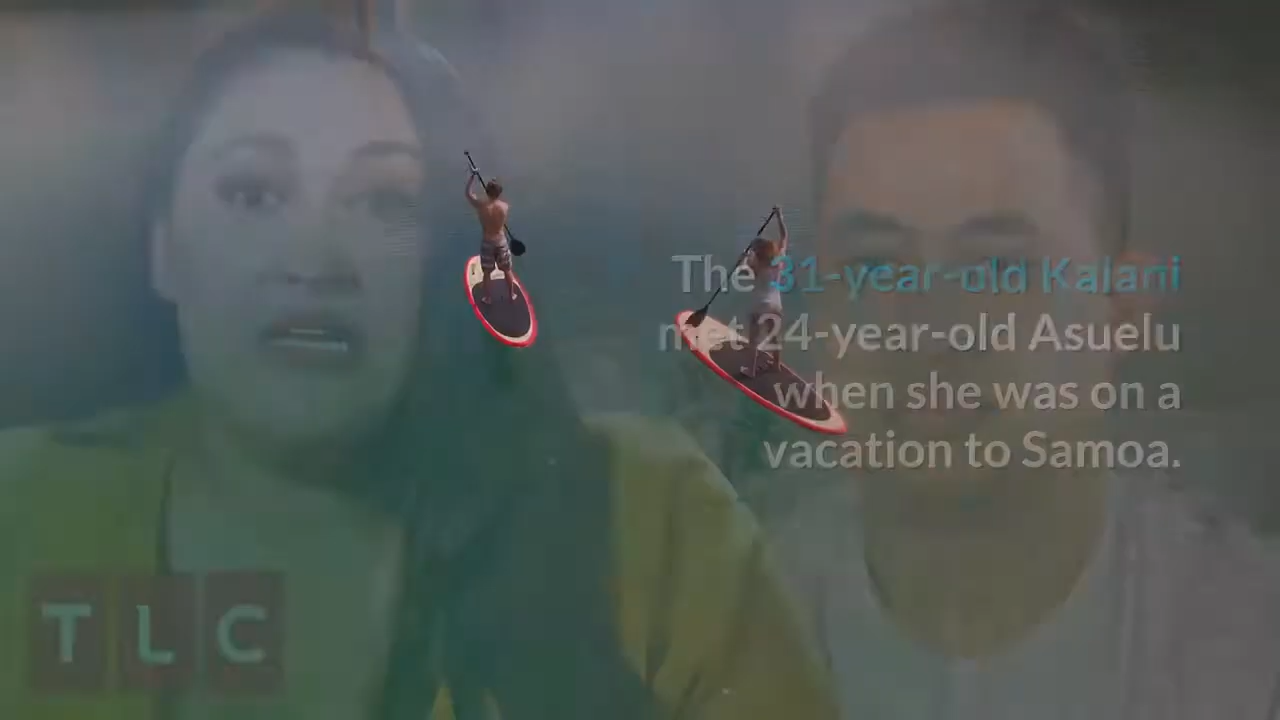 The 31-year-old Kalani
met 24-year-old Asuelu
when she was on a
vacation to Samoa.
TLC